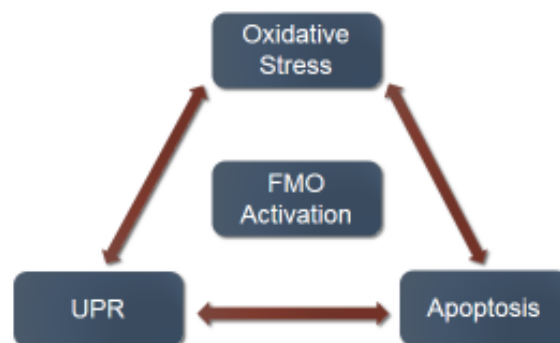 Oxidative
Stress
FMO
Activation
UPR
Apoptosis